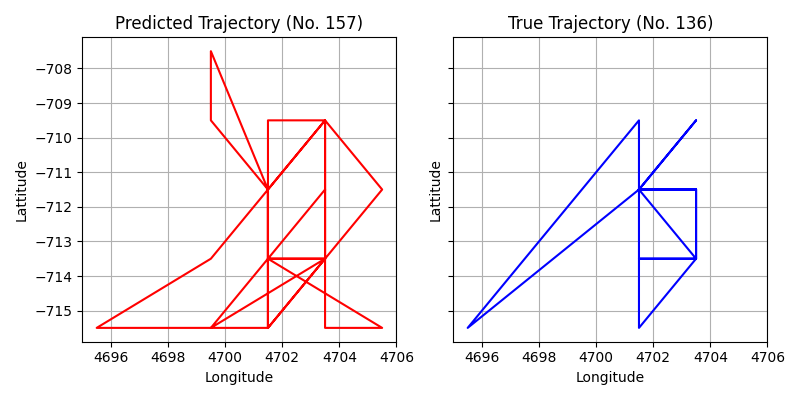 Predicted Trajectory (No. 157)
True Trajectory (No. 136)
−708
−709
−710
−711
−712
−713
−714
−715
Lattitude
Lattitude
4696 4698 4700 4702 4704 4706
4696 4698 4700 4702 4704 4706
Longitude
Longitude